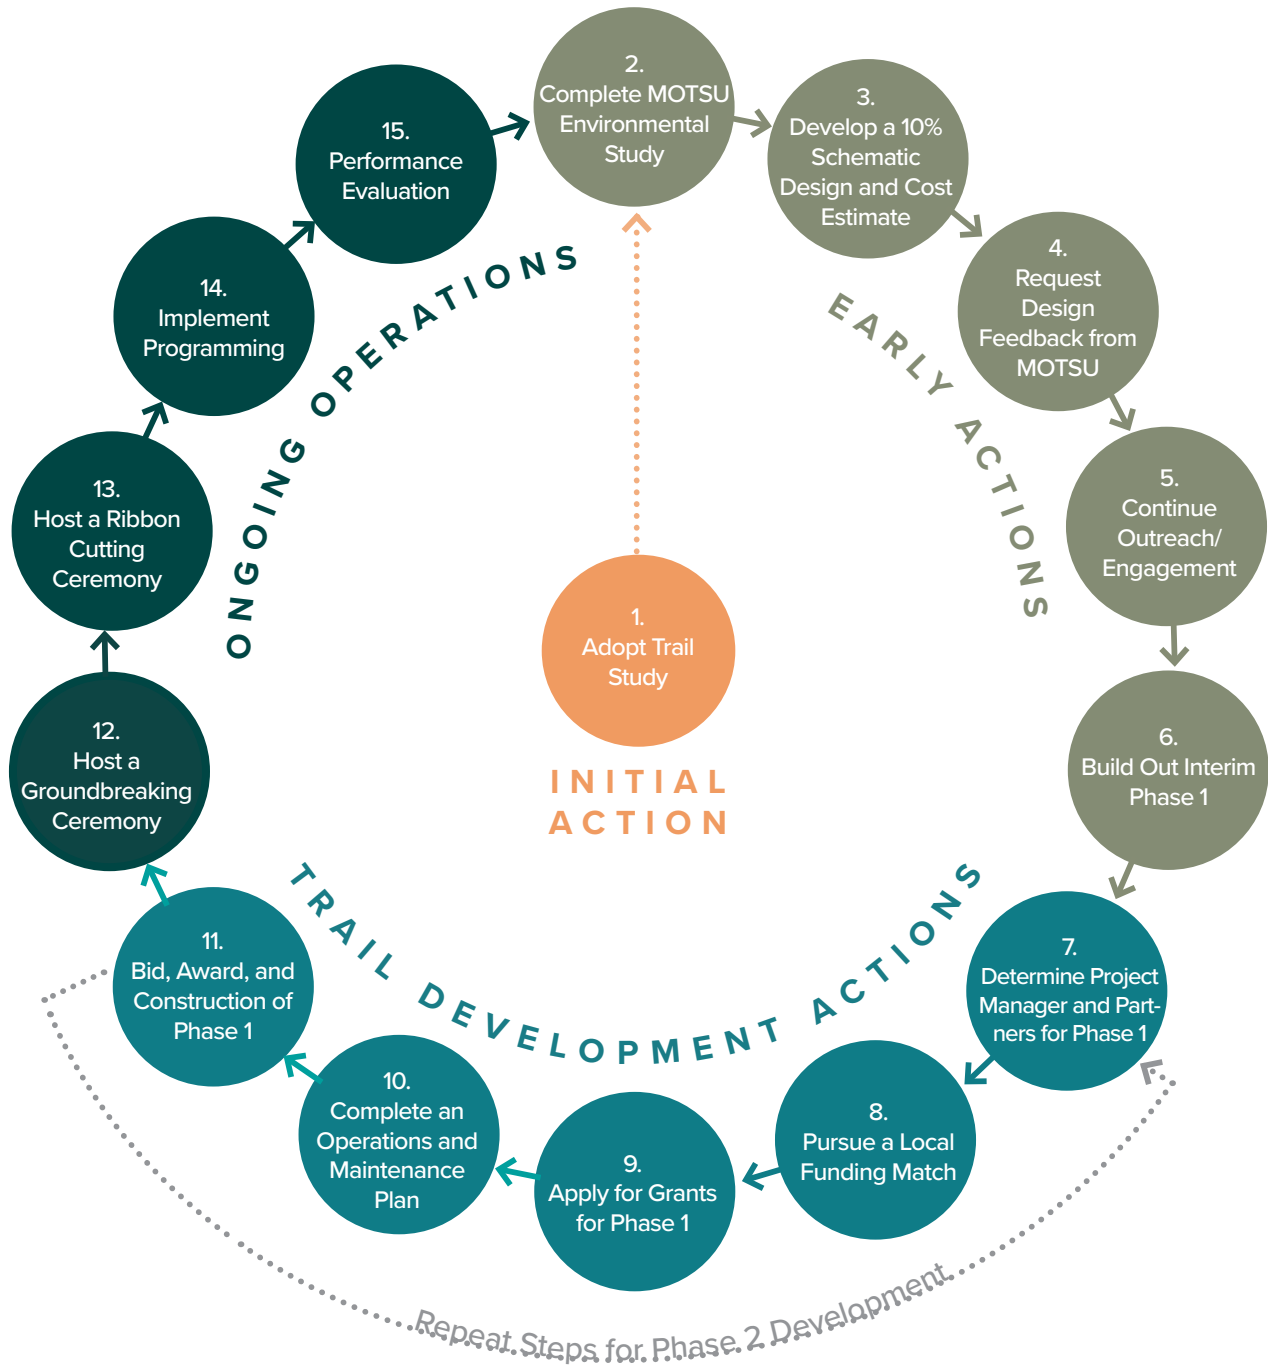 1.
Adopt Trail
Study
INITIAL
ACTION
2.
Complete MOTSU
Environmental
Study
3.
Develop a 10%
Schematic
Design and Cost
Estimate
4.
Request
Design
Feedback from
MOTSU
5.
Continue
Outreach/
Engagement
6.
Build Out Interim
Phase 1
EARLY ACTIONS
7.
Determine Project
Manager and Part-
ners for Phase 1
8.
Pursue a Local
Funding Match
9.
Apply for Grants
for Phase 1
10.
Complete an
Operations and
Maintenance
Plan
11.
Bid, Award, and
Construction of
Phase 1
TRAIL DEVELOPMENT ACTIONS
Repeat Steps for Phase 2 Development
12.
Host a
Groundbreaking
Ceremony
13.
Host a Ribbon
Cutting
Ceremony
14.
Implement
Programming
15.
Performance
Evaluation
ONGOING OPERATIONS